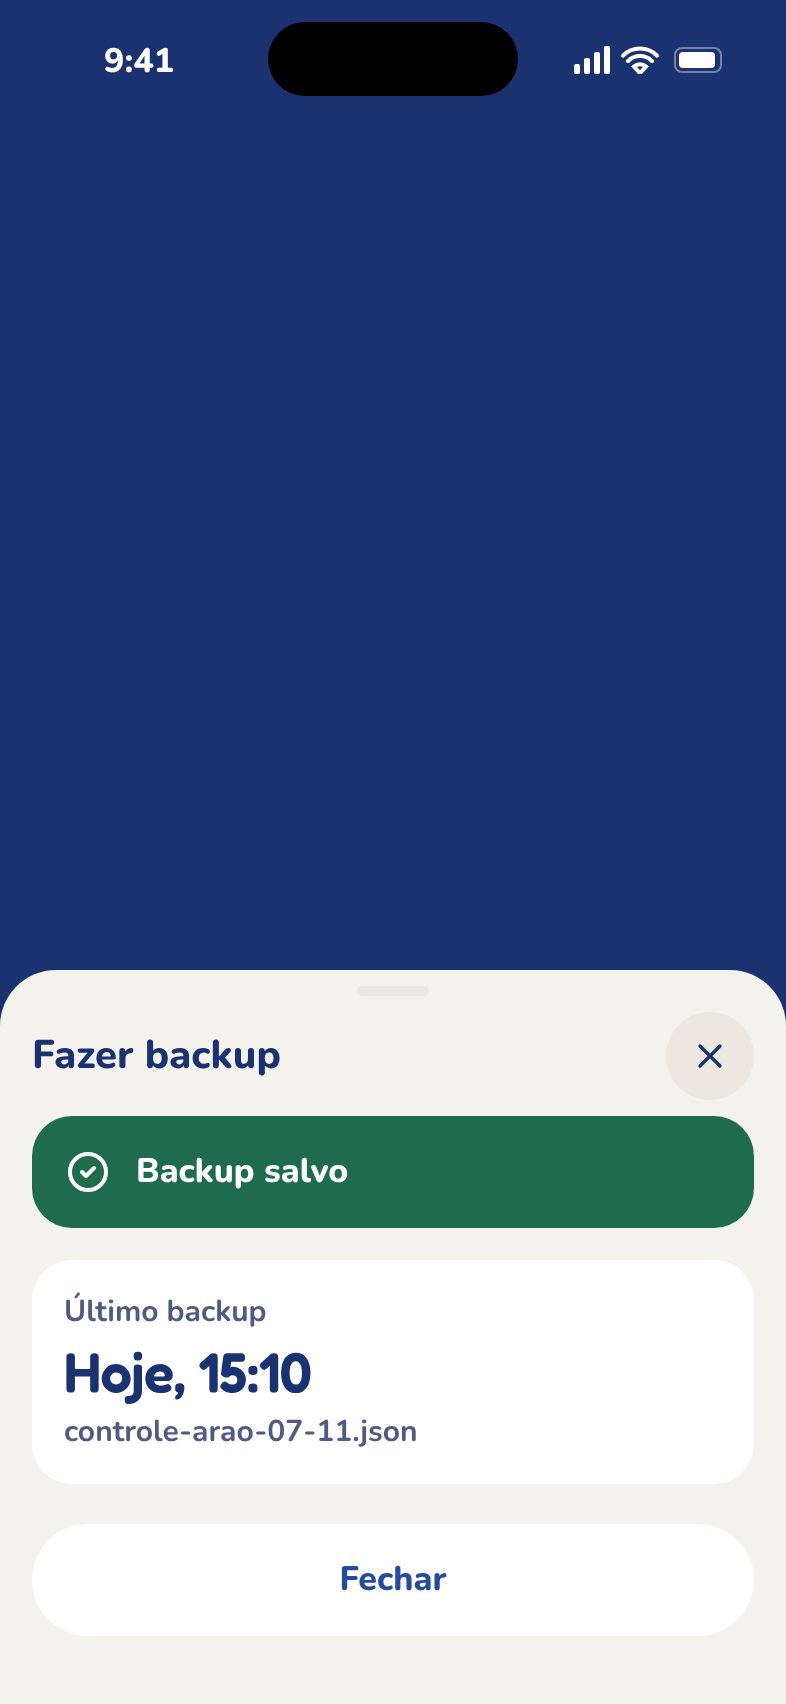 9:41
Fazer backup
Backup salvo
Último backup
Hoje, 15:10
controle-arao-07-11.json
Fechar